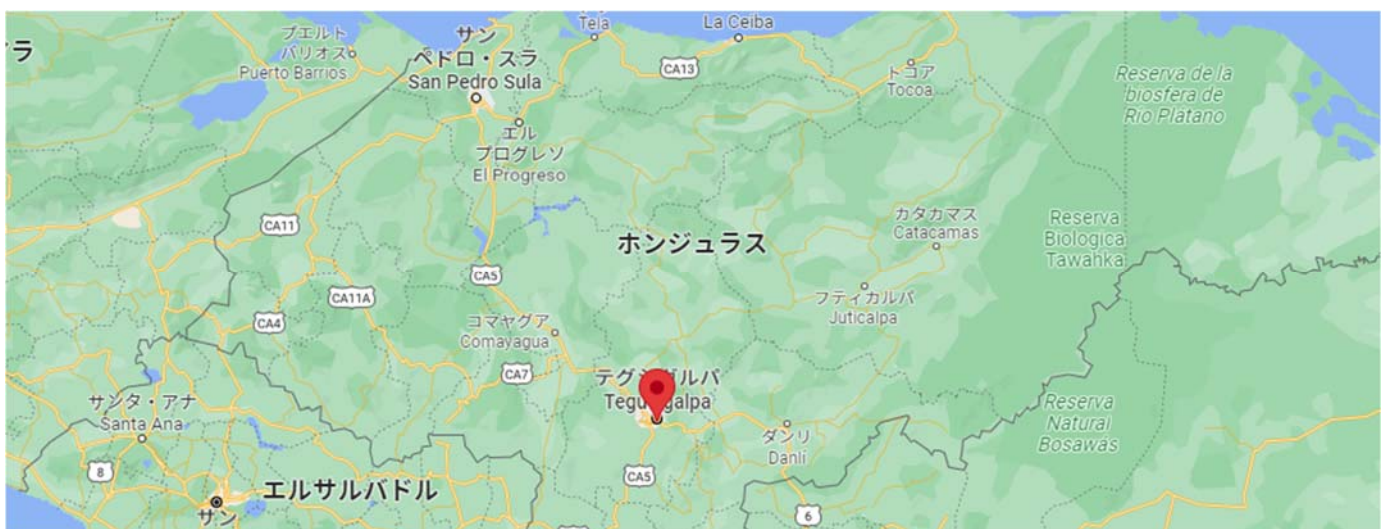 ラ
プエルト
バリオス
Puerto Barrios
サン
ペドロ・スラ
San Pedro Sula
Tela
La Ceiba
CA13
トコア
Tocoa
Reserva de la
biosfera de
Rio Platano
エル
プログレソ
El Progreso
CA11
ホンジュラス
カタカマス
Catacamas
Reserva
Biologica
Tawahka
CA5
CA11A
フティカルパ
Juticalpa
CA4
コマヤグア
Comayagua
CA7
サンタ・アナ
Santa Ana
ダンリ
Danlí
Reserva
Natural
Bosawás
8
CA5
エルサルバドル
サン
6